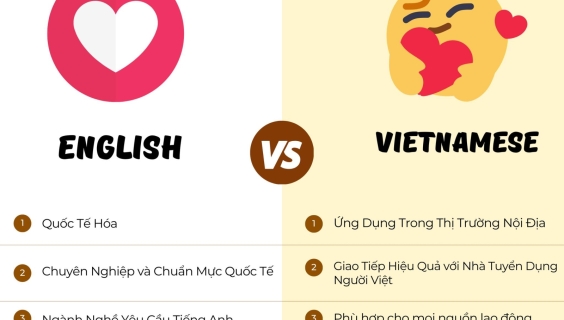 ENGLISH
VS
VIETNAMESE
1 Quốc Tế Hóa
2 Chuyên Nghiệp và Chuẩn Mực Quốc Tế
3 Ngành Nghề Yêu Cầu Tiếng Anh
1 Ứng Dụng Trong Thị Trường Nội Địa
2 Giao Tiếp Hiệu Quả với Nhà Tuyển Dụng
Người Việt
3 Phù hợp cho mọi nguồn lao động